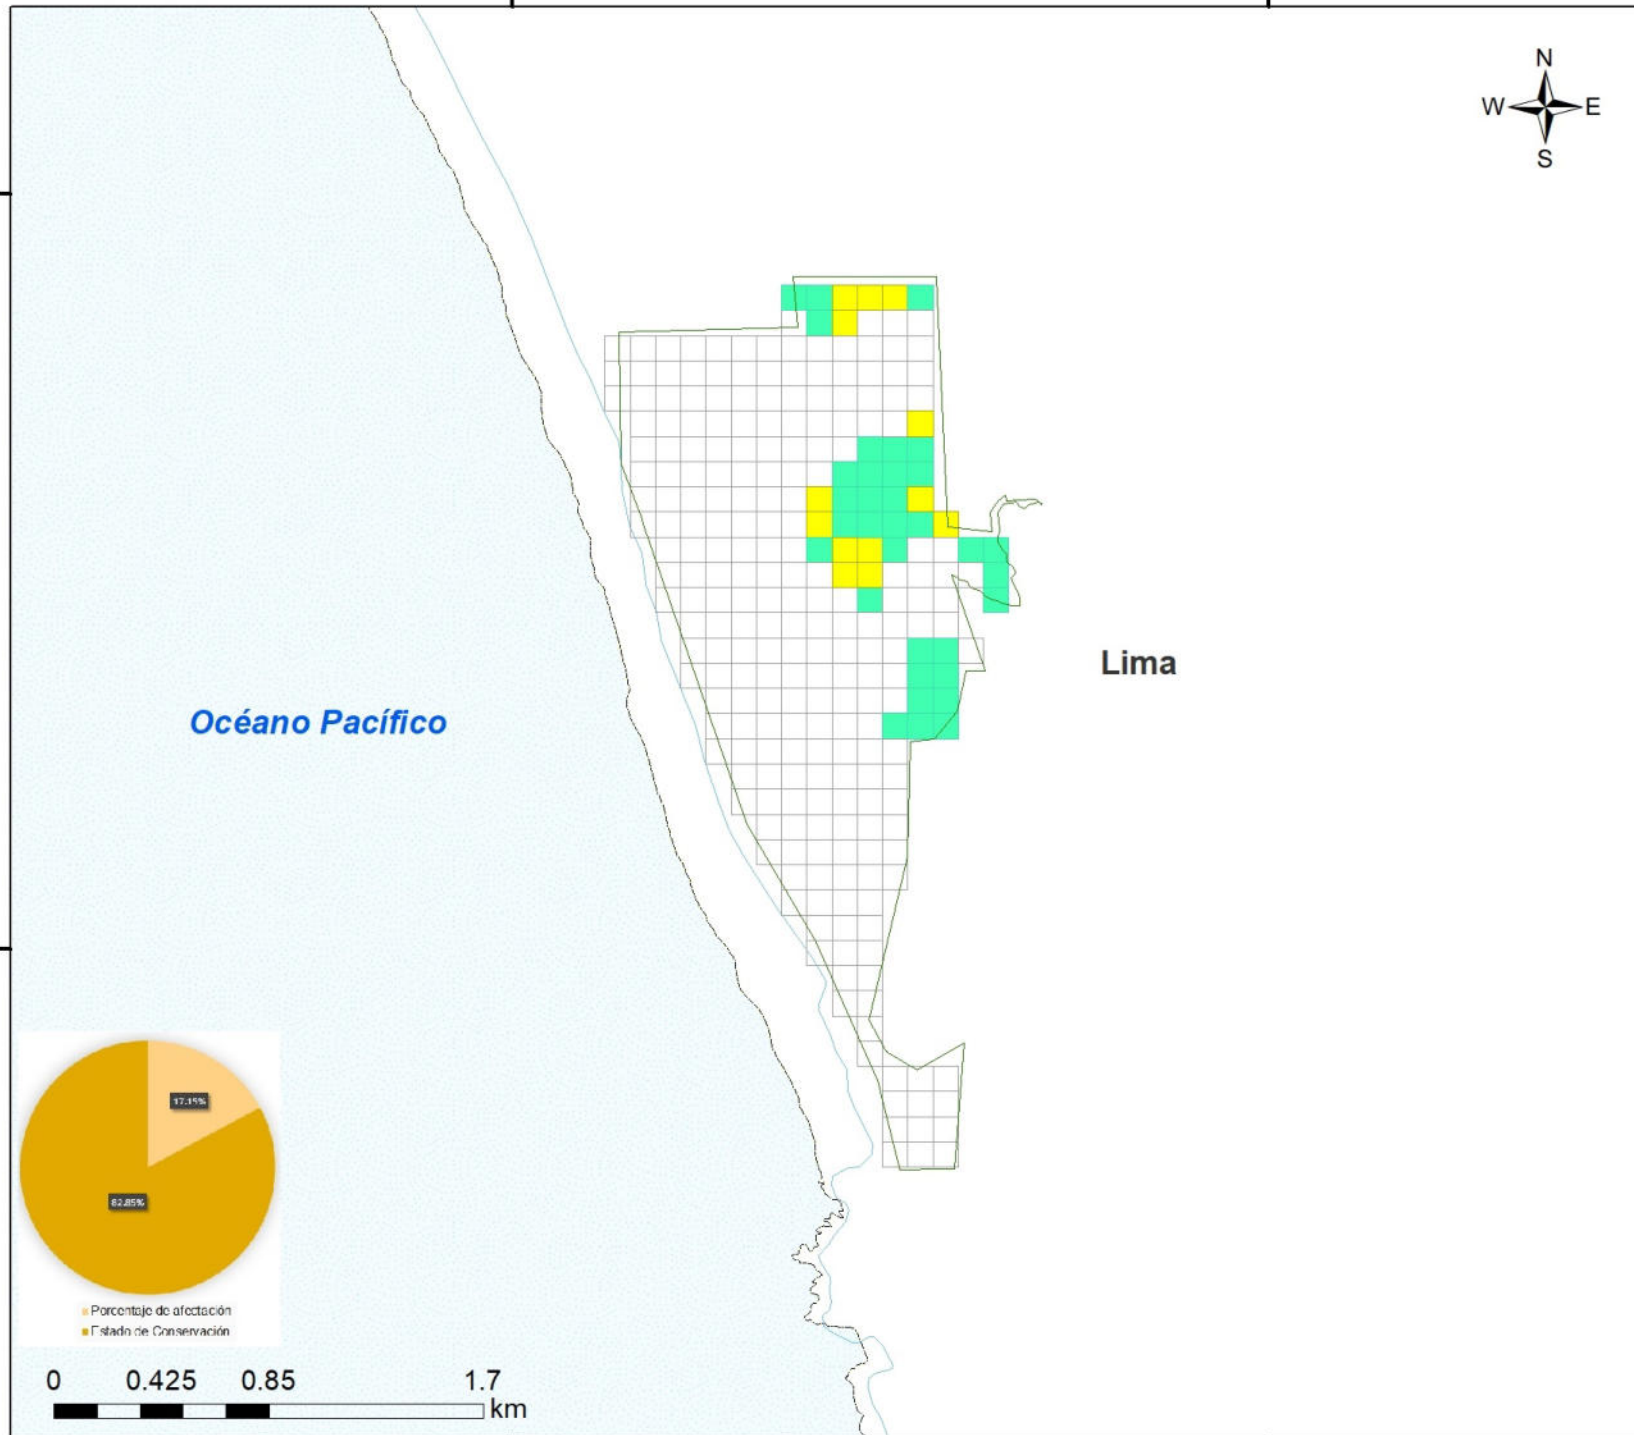 N
W E
S
Lima
Océano Pacífico
17.15%
82.85%
Porcentaje de afectación
Estado de Conservación
0 0.425 0.85 1.7
km